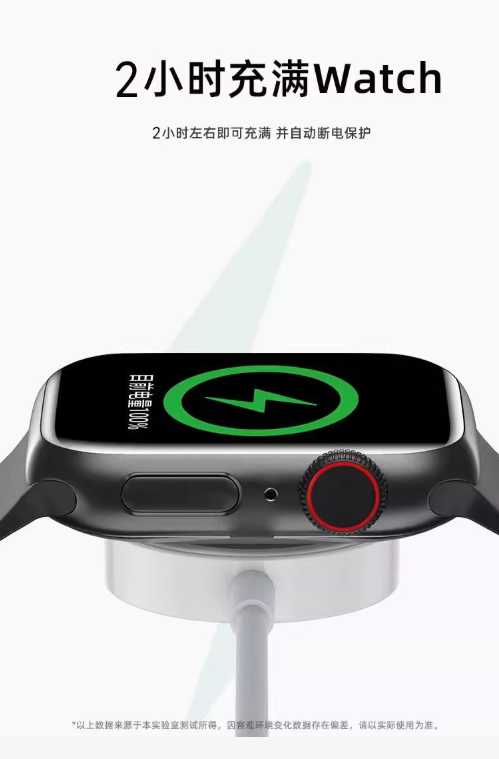 2小时充满Watch
2小时左右即可充满 并自动断电保护
目前电量100%
*以上数据来源于本实验室测试所得，因客观环境变化数据存在偏差，请以实际使用为准。